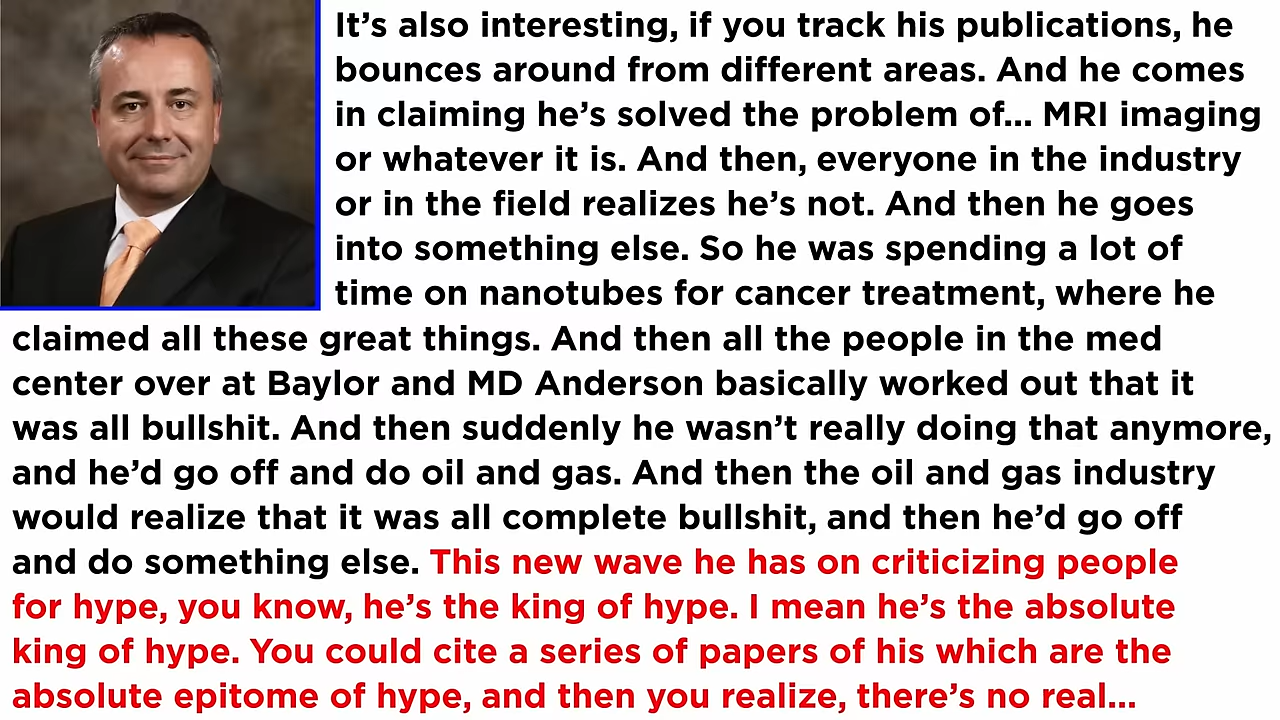 It’s also interesting, if you track his publications, he
bounces around from different areas. And he comes
in claiming he’s solved the problem of... MRI imaging
or whatever it is. And then, everyone in the industry
or in the field realizes he’s not. And then he goes
into something else. So he was spending a lot of
time on nanotubes for cancer treatment, where he
claimed all these great things. And then all the people in the med
center over at Baylor and MD Anderson basically worked out that it
was all bullshit. And then suddenly he wasn’t really doing that anymore,
and he’d go off and do oil and gas. And then the oil and gas industry
would realize that it was all complete bullshit, and then he’d go off
and do something else. This new wave he has on criticizing people
for hype, you know, he’s the king of hype. I mean he’s the absolute
king of hype. You could cite a series of papers of his which are the
absolute epitome of hype, and then you realize, there’s no real...